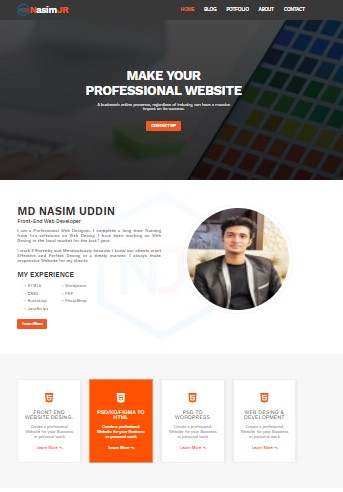 NasimJR
HOME BLOG POTFOLIO ABOUT CONTACT
MAKE YOUR
PROFESSIONAL WEBSITE
A business's online presence, regardless of industry, can have a massive
impact on its success.
CONTACT ME
MD NASIM UDDIN
Front-End Web Developer
I am a Professional Web Designer. I complete a long time Training
from It's softwares on Web Desing. I have been working on Web
Desing in the local market for the last 7 year.
I work Effectively and Meticulously because I know our clients want
Effective and Perfect Desing in a timely manner. I always make
responsive Website for my clients.
MY EXPERIENCE
HTML5 Wordpress
CSS3 PHP
Bootstrap PhotoShop
JavaScript
FRONT END
WEBSITE DESING.
Create a professional
Website for your Business
or personal work
Learn More
PSD/XD/FIGMA TO
HTML
Create a professional
Website for your Business
or personal work
Learn More
PSD TO
WORDPRESS
Create a professional
Website for your Business
or personal work
Learn More
WEB DESING &
DEVELOPMENT
Create a professional
Website for your Business
or personal work
Learn More